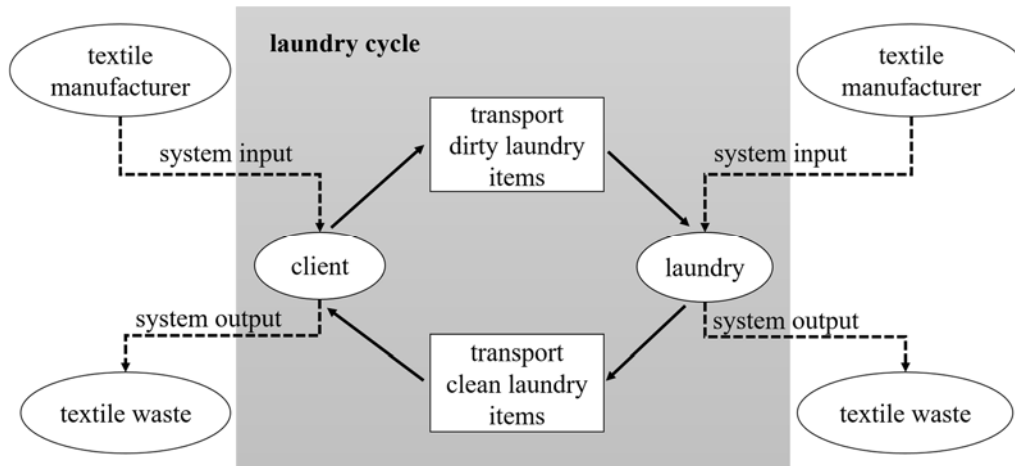 textile
manufacturer
laundry cycle
textile
manufacturer
transport
dirty laundry
items
system input
system input
client
laundry
system output
system output
transport
clean laundry
items
textile waste
textile waste